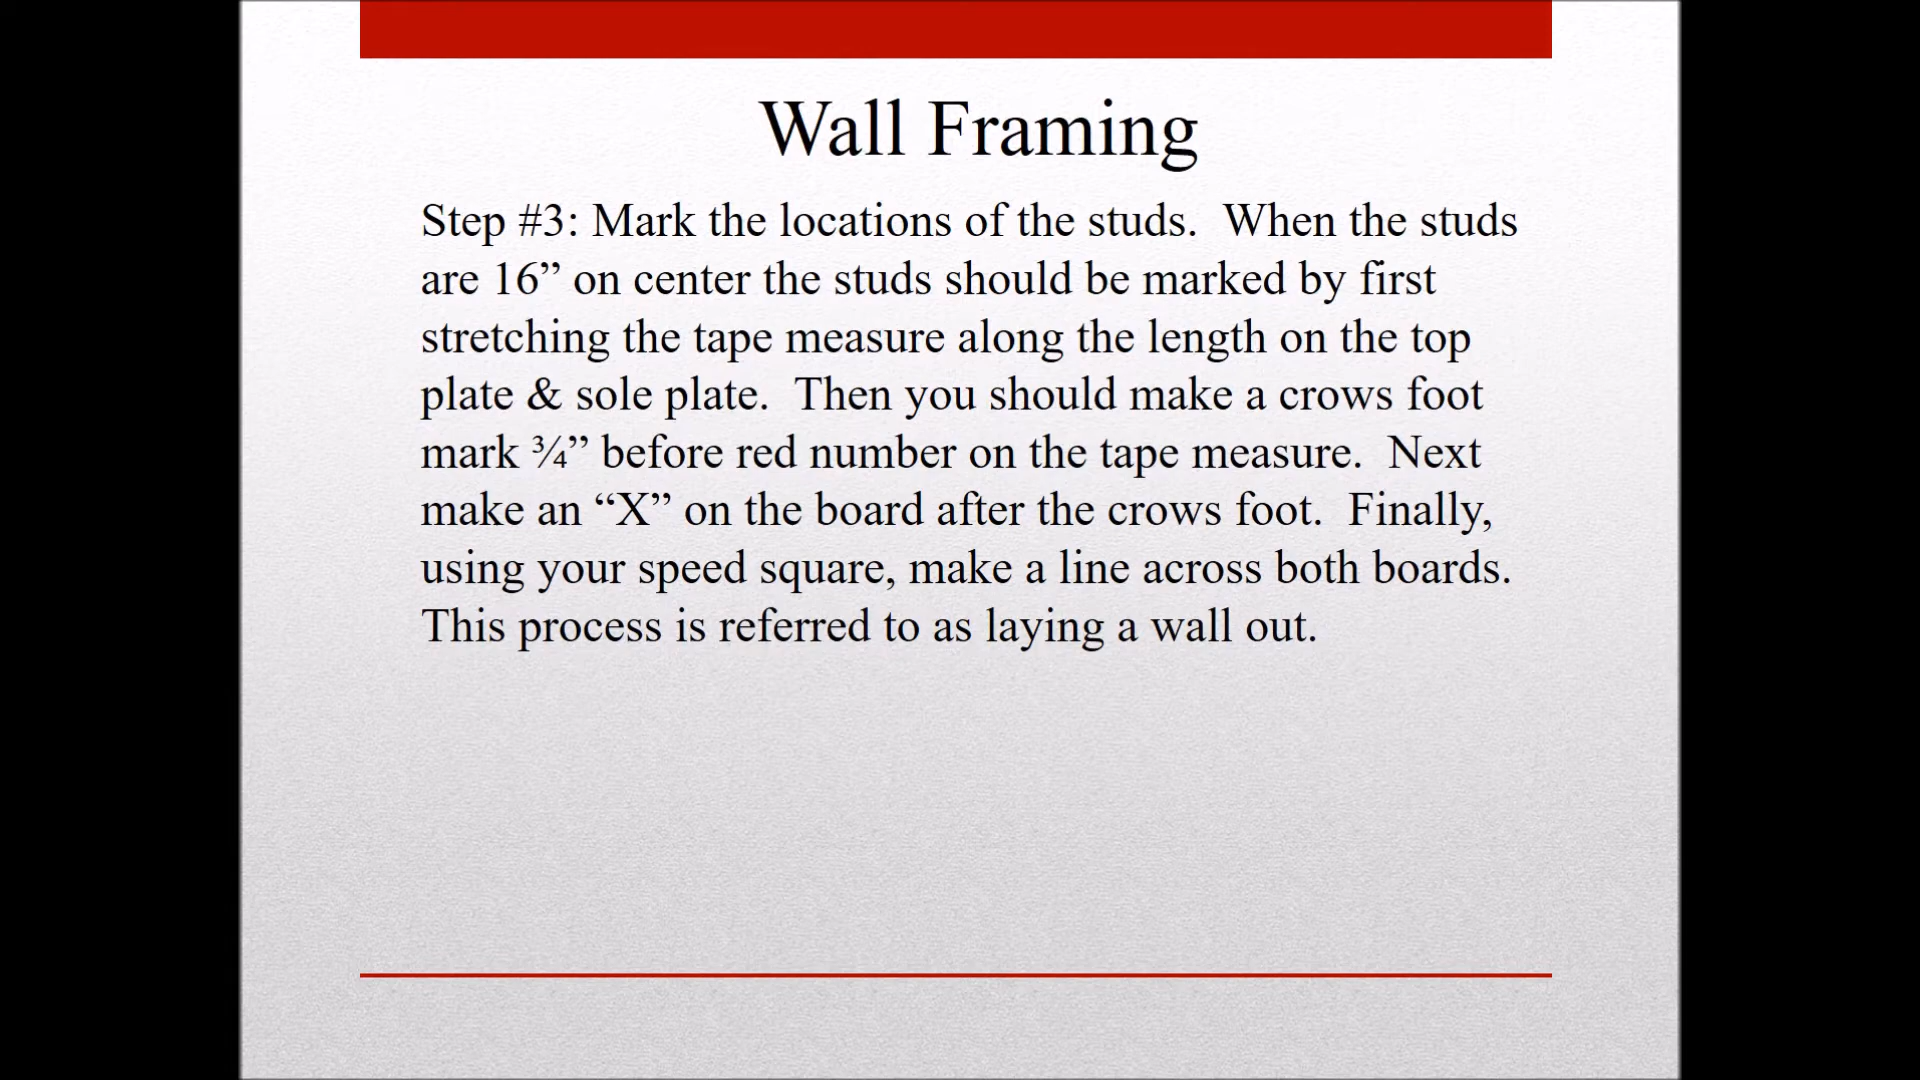 Wall Framing
Step #3: Mark the locations of the studs.  When the studs
are 16” on center the studs should be marked by first
stretching the tape measure along the length on the top
plate & sole plate.  Then you should make a crows foot
mark ¾” before red number on the tape measure.  Next
make an “X” on the board after the crows foot.  Finally,
using your speed square, make a line across both boards.
This process is referred to as laying a wall out.